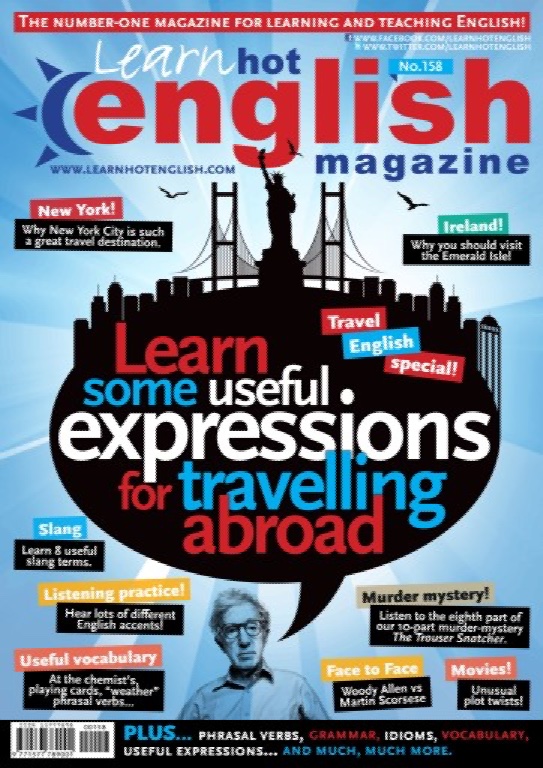 THE NUMBER-ONE MAGAZINE FOR LEARNING AND TEACHING ENGLISH!
WWW.FACEBOOK.COM/LEARNHOTENGLISH
WWW.TWITTER.COM/LEARNHOTENGLISH
Learn hot
No.158
english
magazine
WWW.LEARNHOTENGLISH.COM
New York!
Why New York City is such
a great travel destination.
Ireland!
Why you should visit
the Emerald Isle!
Travel
English
special!
Learn
some useful
expressions
for travelling
abroad
Slang
Learn 8 useful
slang terms.
Listening practice!
Hear lots of different
English accents!
Useful vocabulary
At the chemist's,
playing cards, "weather"
phrasal verbs...
Murder mystery!
Listen to the eighth part of
our 10-part murder-mystery
The Trouser Snatcher.
Face to Face
Woody Allen vs
Martin Scorsese
Movies!
Unusual
plot twists!
00158
PLUS... PHRASAL VERBS, GRAMMAR, IDIOMS, VOCABULARY,
USEFUL EXPRESSIONS... AND MUCH, MUCH MORE.